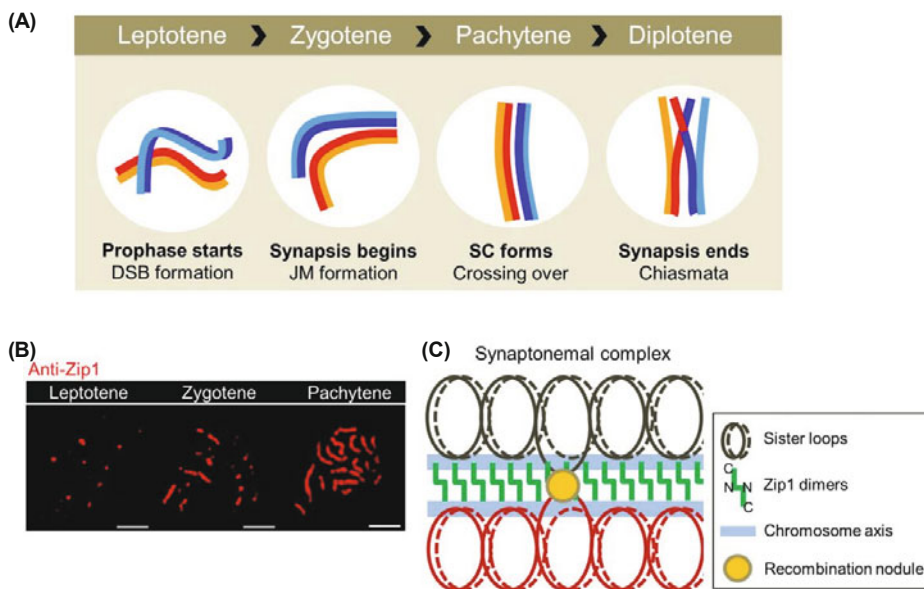 (A)
Leptotene > Zygotene > Pachytene > Diplotene
Prophase starts
DSB formation
Synapsis begins
JM formation
SC forms
Crossing over
Synapsis ends
Chiasmata
(B)
Anti-Zip1
Leptotene Zygotene Pachytene
(C)
Synaptonemal complex
Sister loops
C
N N
C
Zip1 dimers
Chromosome axis
Recombination nodule